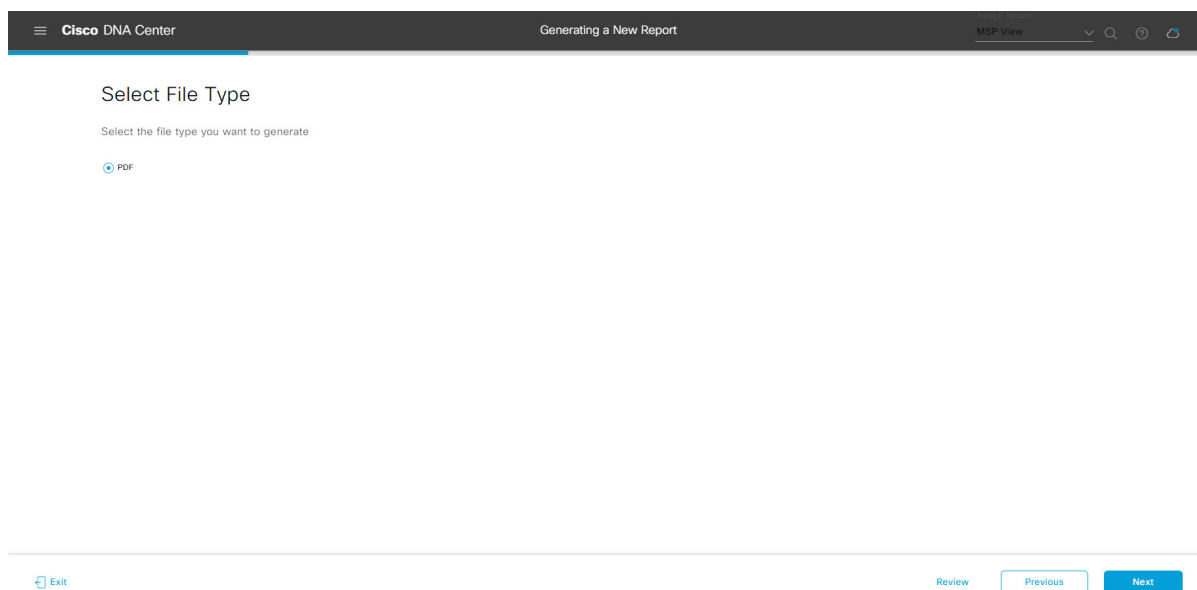 Cisco DNA Center
Generating a New Report
MSP View
Select File Type
Select the file type you want to generate
PDF
Exit
Review
Previous
Next